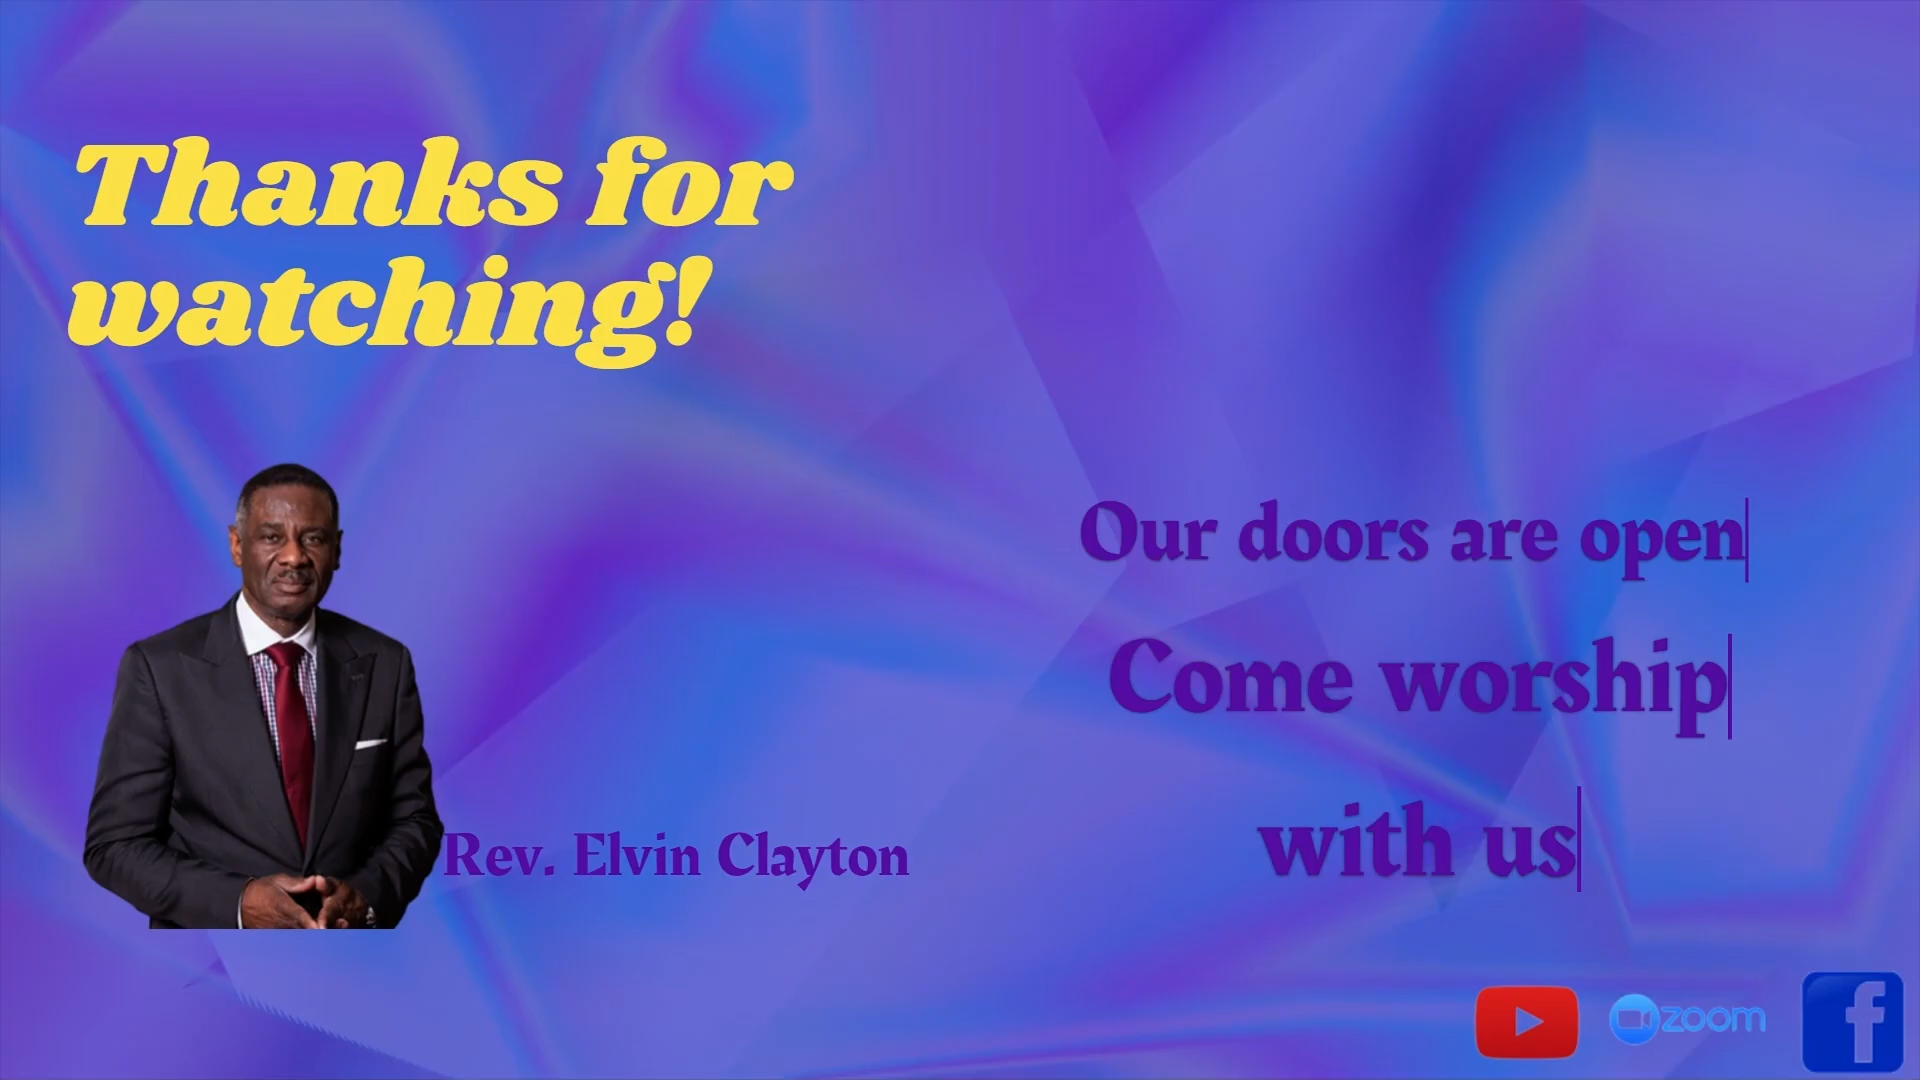 Thanks for
watching!
Our doors are open
Come worship
with us
Rev. Elvin Clayton
zoom
f